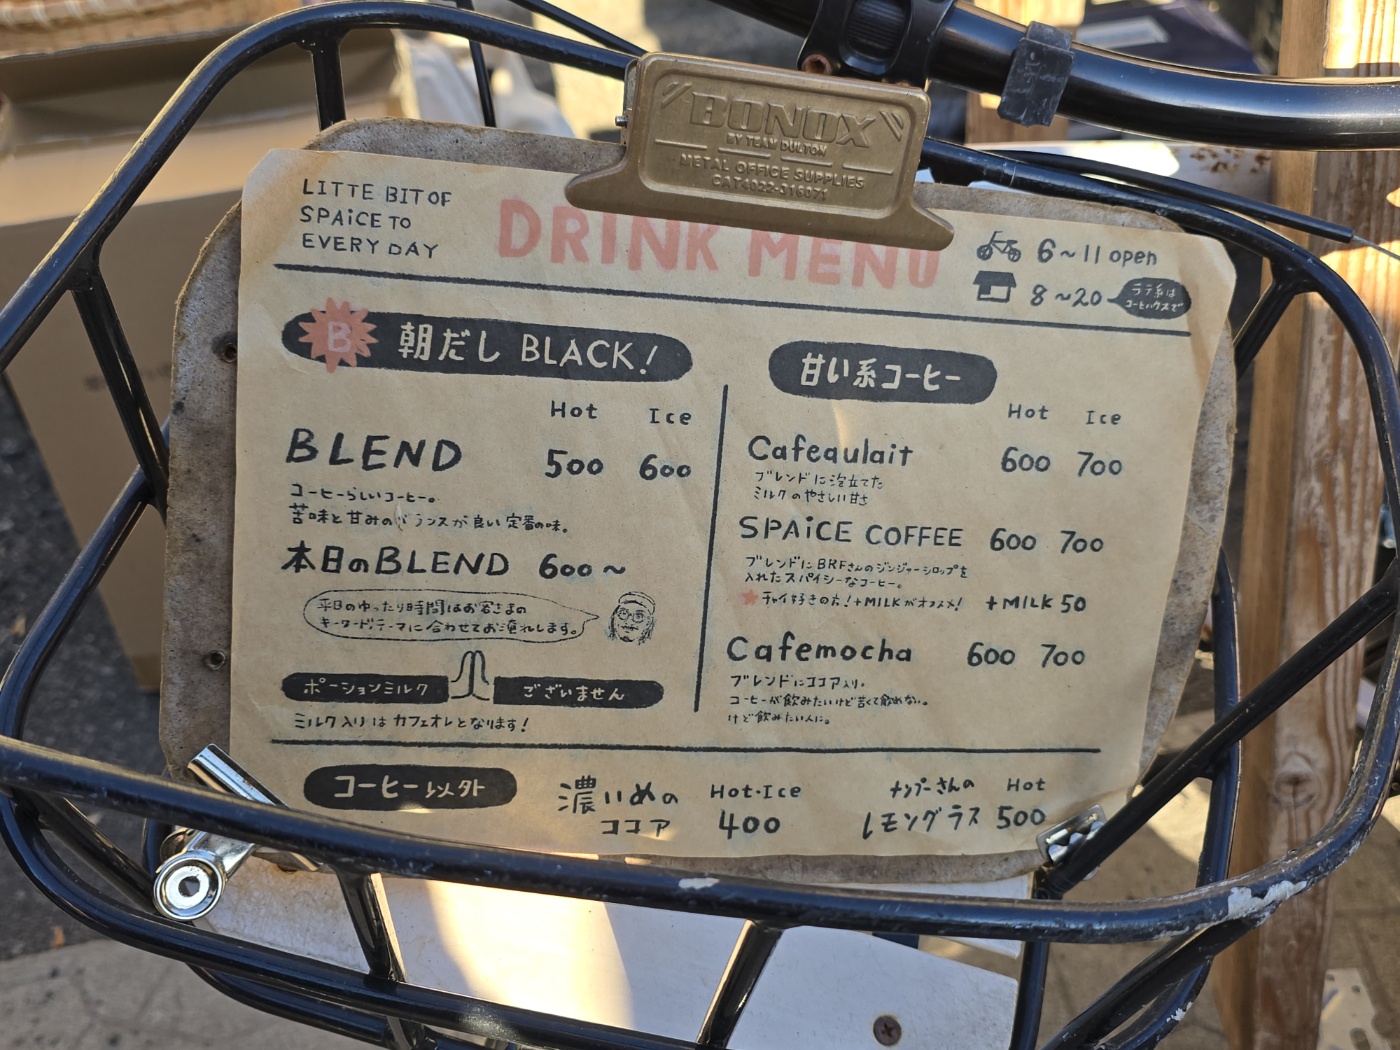 BONOX
BY TEAM DULTON
METAL OFFICE SUPPLIES
CAT4022-316071
LITTE BIT OF
SPAiCE TO
EVERY DAY
DRINK MENU
6~11 open
8~20
ラテ系は
コーヒーハウスで
B 朝だし BLACK!
Hot Ice
BLEND 500 600
コーヒーらしいコーヒー。
苦味と甘みのバランスが良い定番の味。
本日のBLEND 600~
平日のゆったり時間はお客さまの
キーワード、テーマに合わせてお淹れします。
ポーションミルク ございません
ミルク入りはカフェオレとなります!
甘い系コーヒー
Hot Ice
Cafeaulait 600 700
ブレンドに泡立てた
ミルクのやさしい甘さ
SPAiCE COFFEE 600 700
ブレンドにBRFさんのジンジャーシロップを
入れたスパイシーなコーヒー。
★チャイ好きの方!+MILKがオススメ! +MILK 50
Cafemocha 600 700
ブレンドにココア入り。
コーヒーが飲みたいけど苦くて飲めない。
けど飲みたい人に。
コーヒー以外
濃いめの Hot・Ice
ココア 400
ナンプーさんの Hot
レモングラス 500